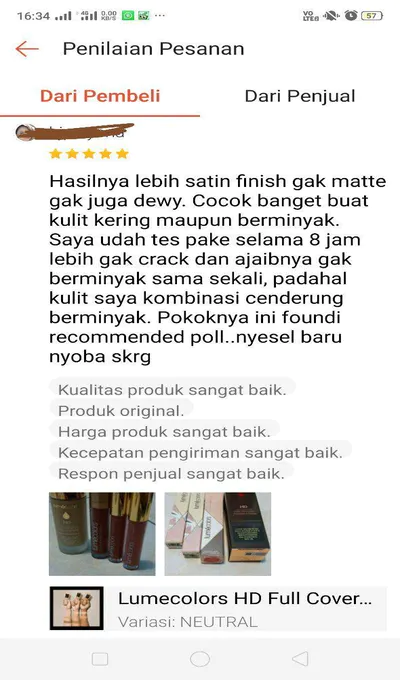 16:34
4G
0.00
KB/S
VO
LTE
57
Penilaian Pesanan
Dari Pembeli
Dari Penjual
Hasilnya lebih satin finish gak matte
gak juga dewy. Cocok banget buat
kulit kering maupun berminyak.
Saya udah tes pake selama 8 jam
lebih gak crack dan ajaibnya gak
berminyak sama sekali, padahal
kulit saya kombinasi cenderung
berminyak. Pokoknya ini foundi
recommended poll..nyesel baru
nyoba skrg
Kualitas produk sangat baik.
Produk original.
Harga produk sangat baik.
Kecepatan pengiriman sangat baik.
Respon penjual sangat baik.
Lumecolors HD Full Cover...
Variasi: NEUTRAL